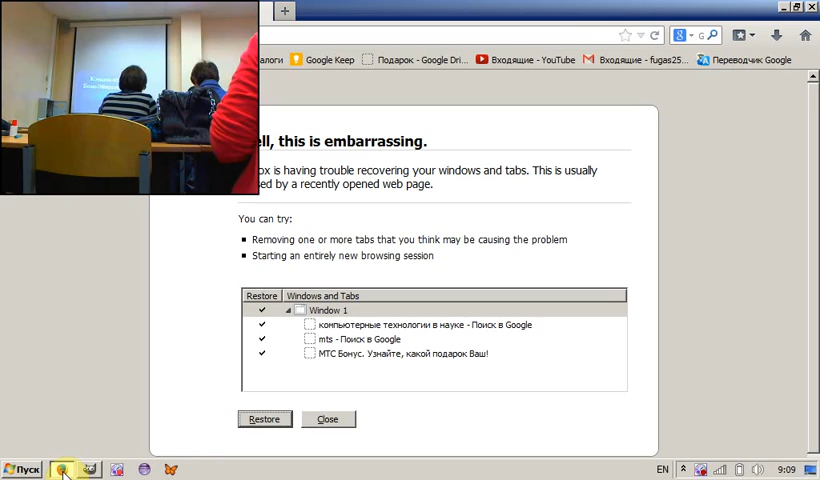 G
алоги
Google Keep
Подарок - Google Dri...
Входящие - YouTube
Входящие - fugas25...
Переводчик Google
ell, this is embarrassing.
ox is having trouble recovering your windows and tabs. This is usually
sed by a recently opened web page.
You can try:
Removing one or more tabs that you think may be causing the problem
Starting an entirely new browsing session
Restore Windows and Tabs
Window 1
компьютерные технологии в науке - Поиск в Google
mts - Поиск в Google
МТС Бонус. Узнайте, какой подарок Ваш!
Restore Close
Пуск EN 9:09